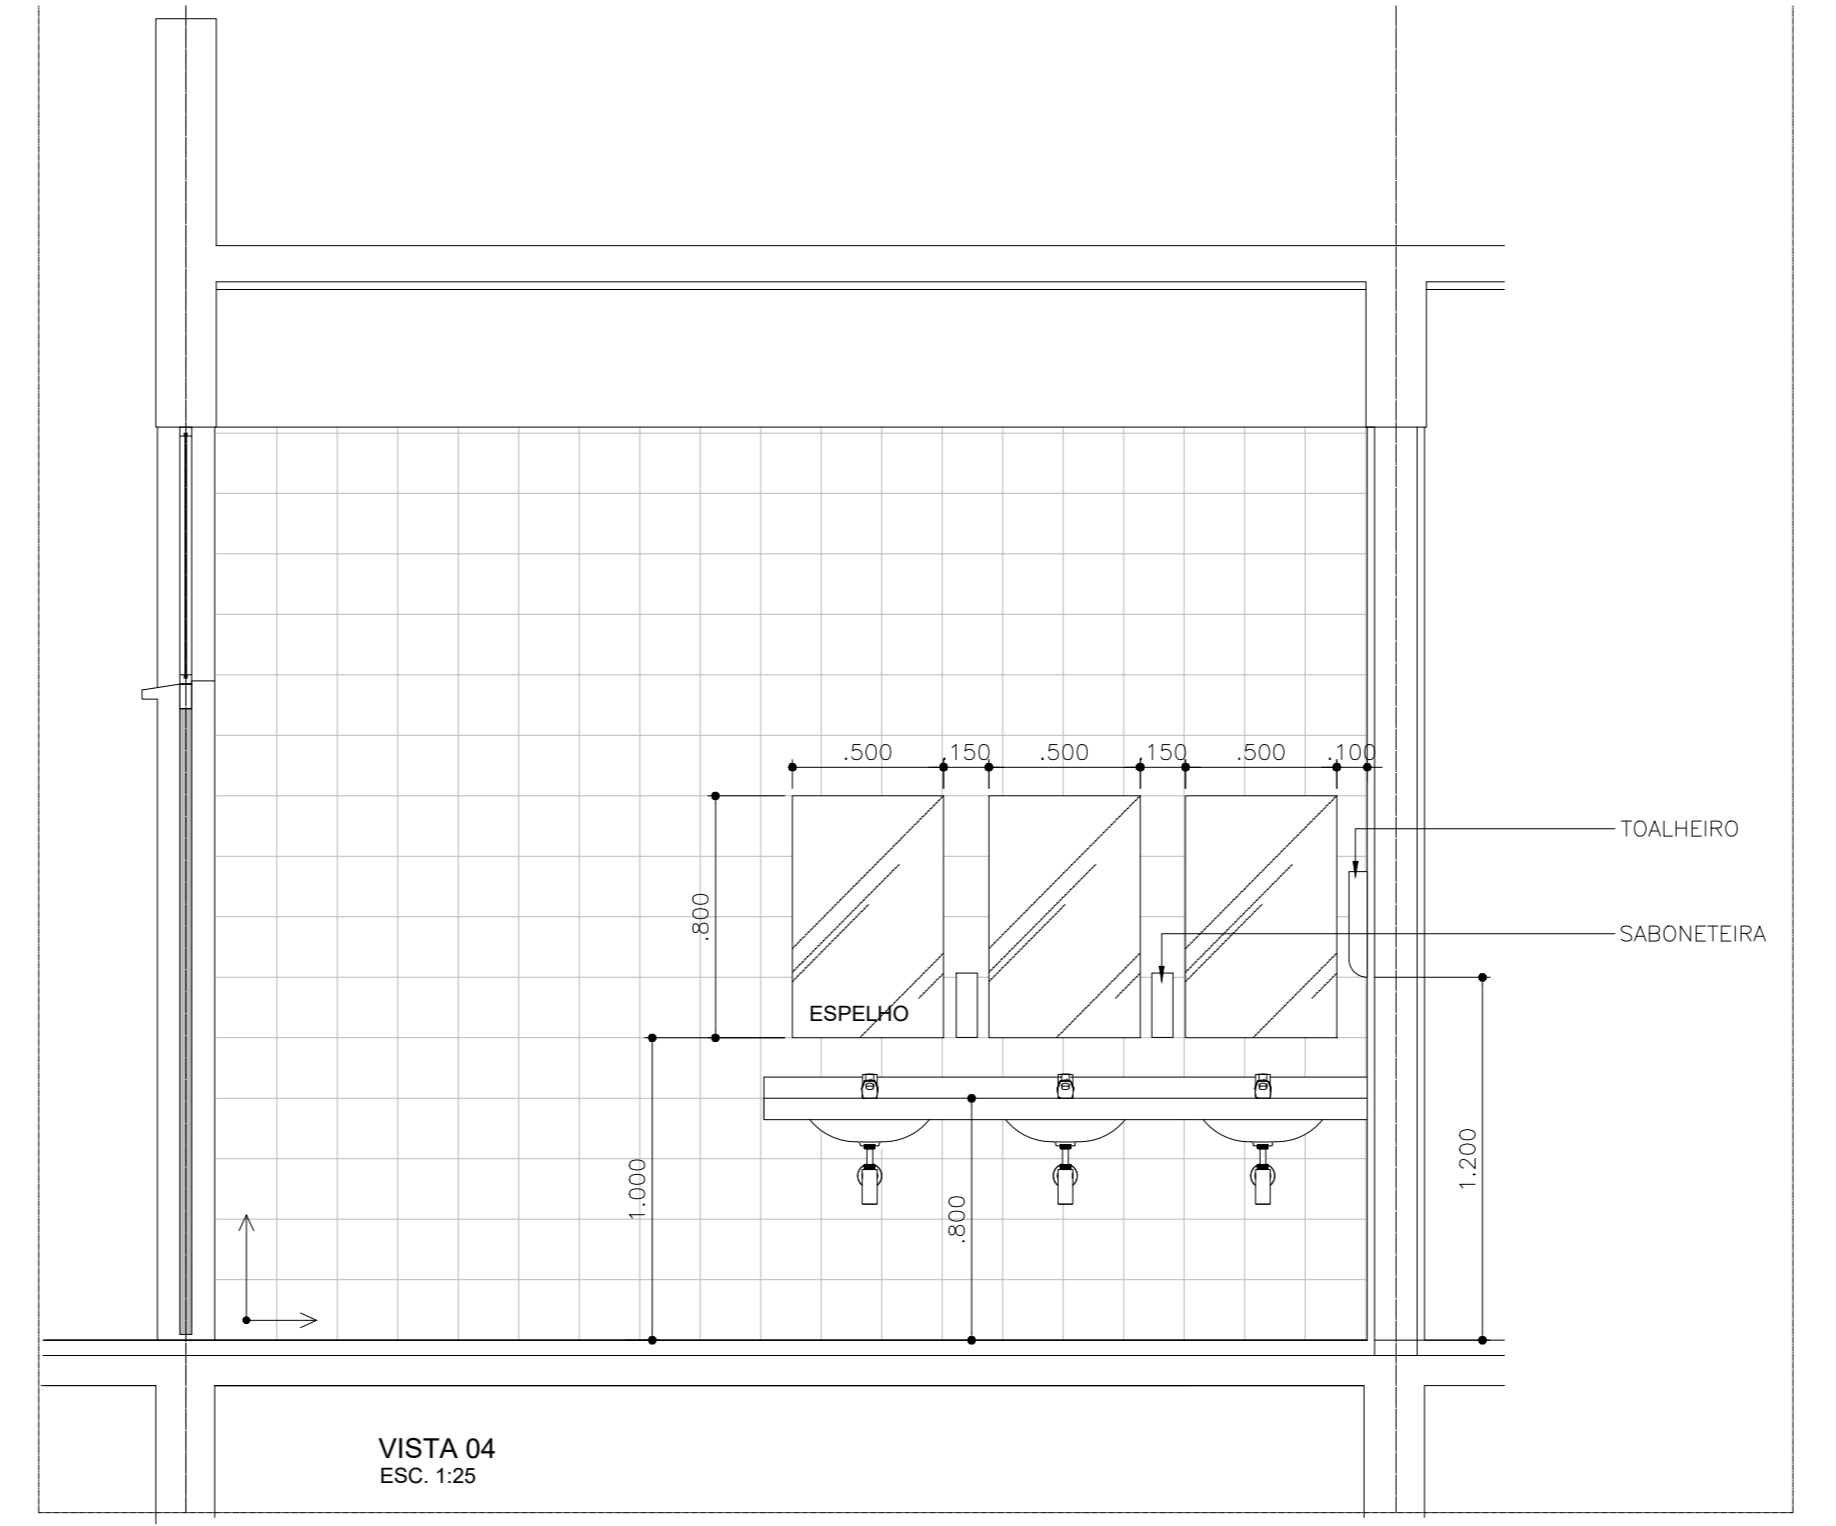 .500 .150 .500 .150 .500 .100
TOALHEIRO
.800
SABONETEIRA
ESPELHO
1.000
.800
1.200
VISTA 04
ESC. 1:25